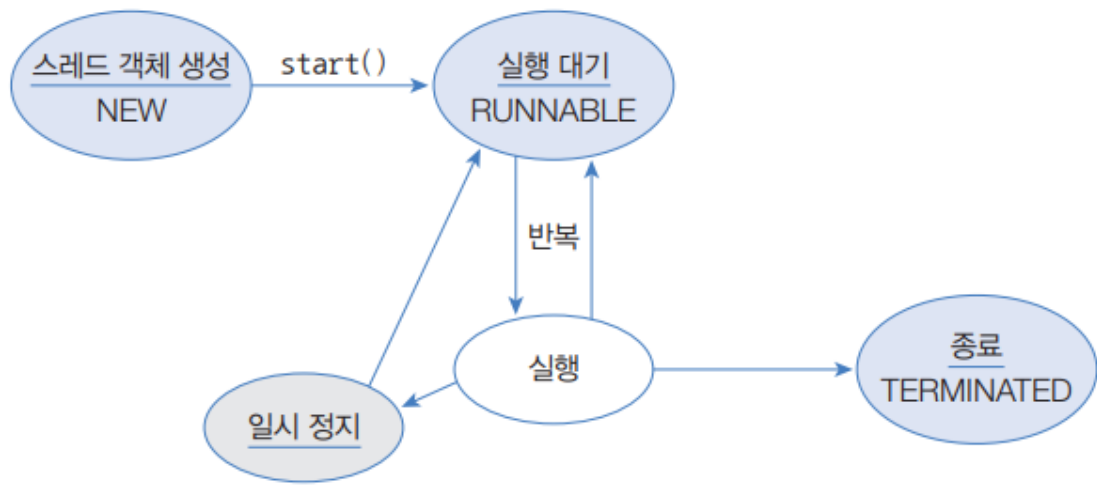 스레드 객체 생성
NEW
start()
실행 대기
RUNNABLE
반복
실행
일시 정지
종료
TERMINATED